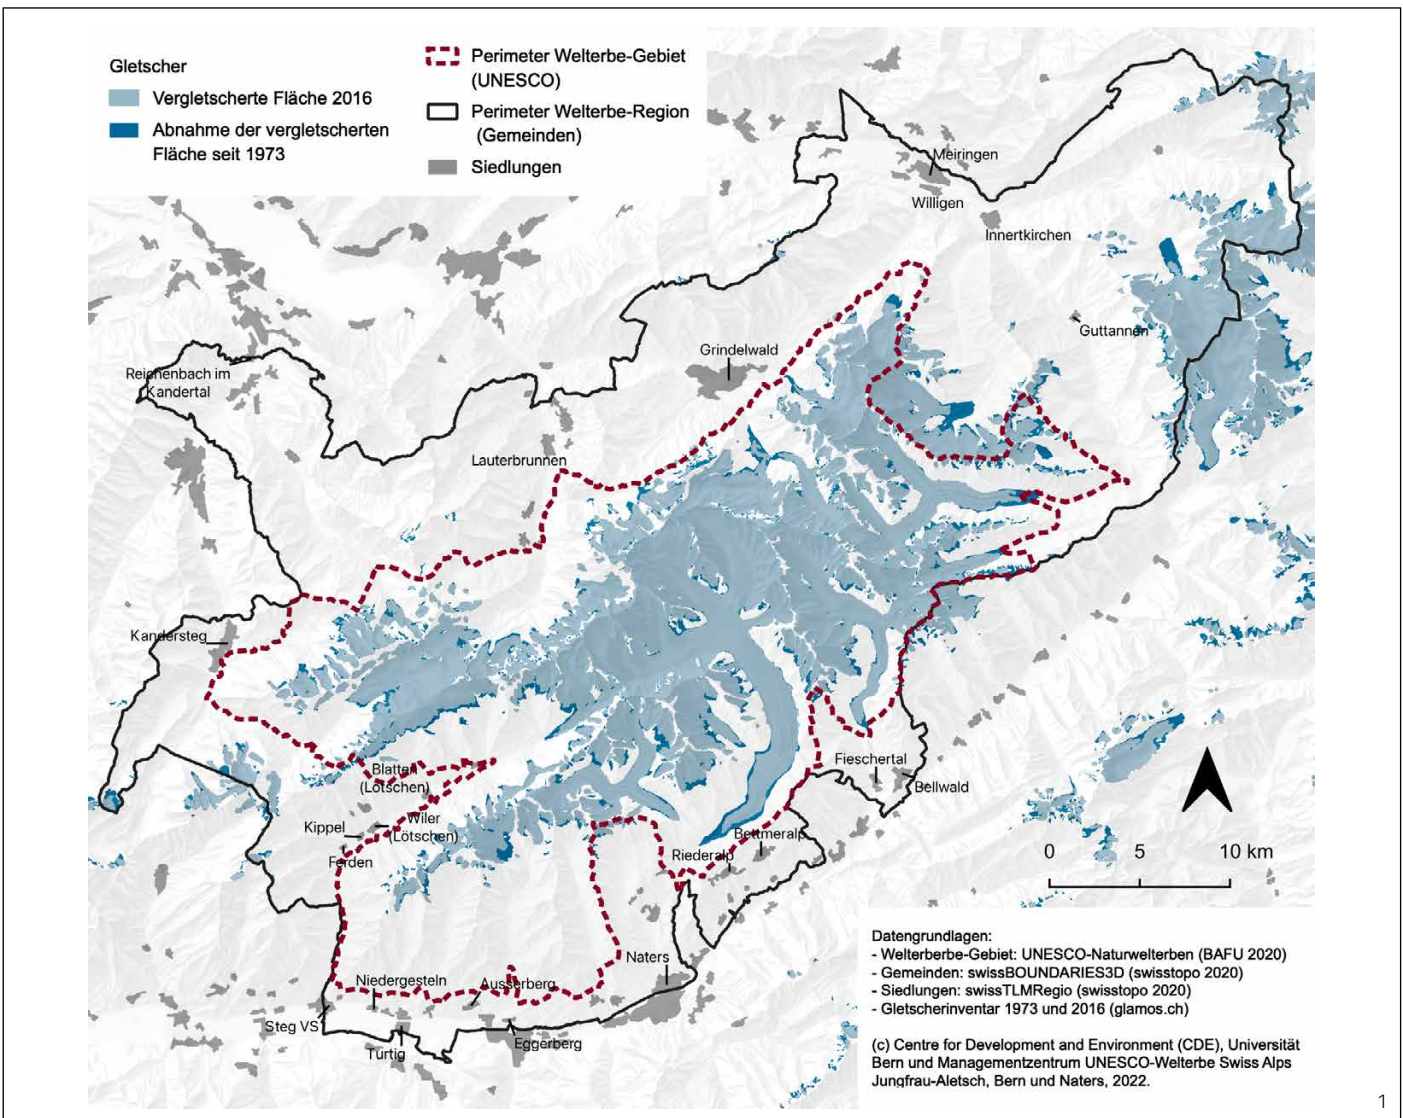 Gletscher
Vergletscherte Fläche 2016
Abnahme der vergletscherten
Fläche seit 1973
Perimeter Welterbe-Gebiet
(UNESCO)
Perimeter Welterbe-Region
(Gemeinden)
Siedlungen
Meiringen
Willigen
Innertkirchen
Guttannen
Grindelwald
Reichenbach im
Kandertal
Lauterbrunnen
Kandersteg
Blatten
(Lötschen)
Fieschertal
Bellwald
Kippel
Wiler
(Lötschen)
Ferden
Bettmeralp
Riederalp
0 5 10 km
Naters
Niedergesteln
Ausserberg
Steg VS
Turtig
Eggerberg
Datengrundlagen:
- Welterberbe-Gebiet: UNESCO-Naturwelterben (BAFU 2020)
- Gemeinden: swissBOUNDARIES3D (swisstopo 2020)
- Siedlungen: swissTLMRegio (swisstopo 2020)
- Gletscherinventar 1973 und 2016 (glamos.ch)
(c) Centre for Development and Environment (CDE), Universität
Bern und Managementzentrum UNESCO-Welterbe Swiss Alps
Jungfrau-Aletsch, Bern und Naters, 2022.
1